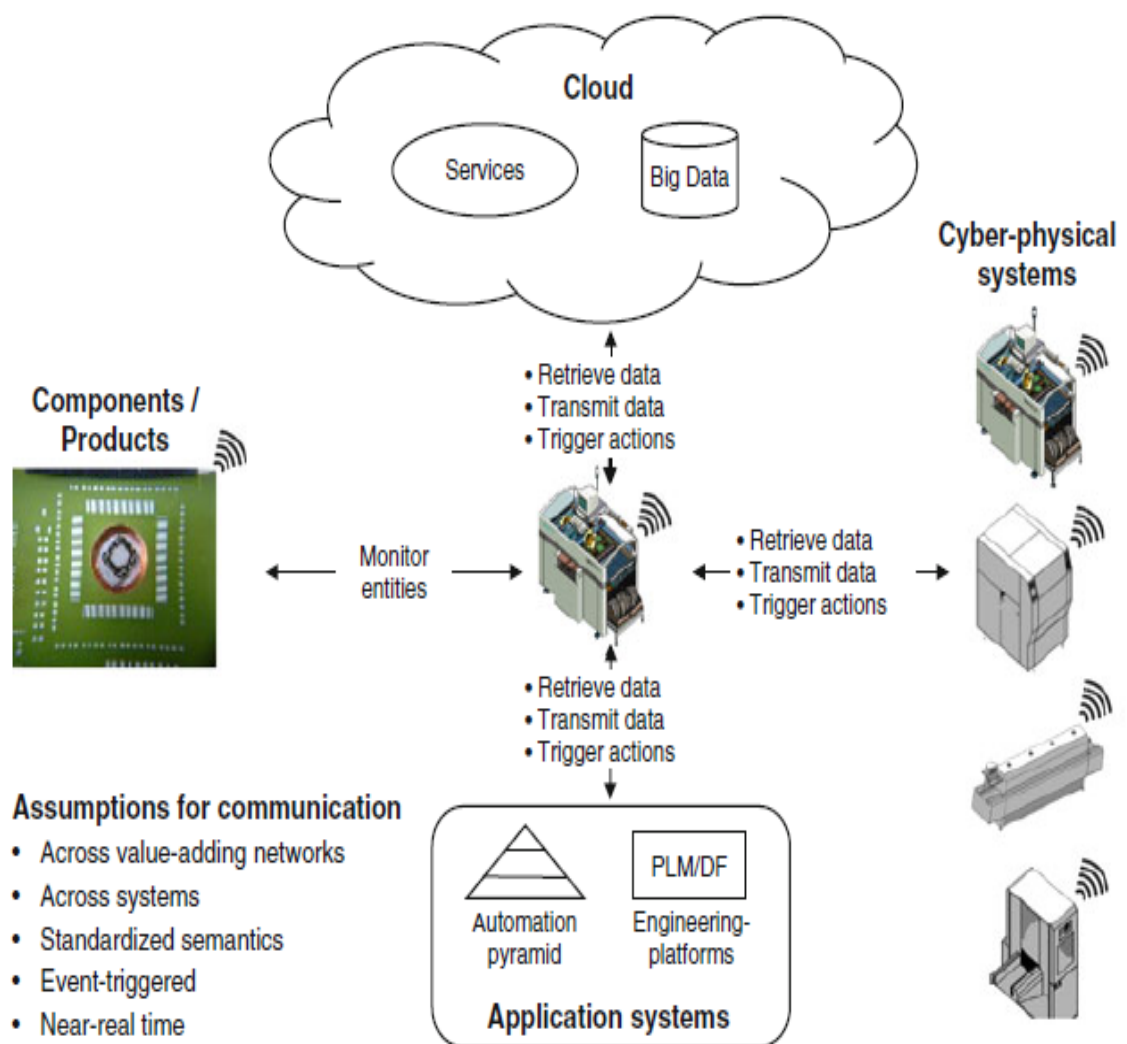 Cloud
Services
Big Data
Cyber-physical
systems
• Retrieve data
• Transmit data
• Trigger actions
Components /
Products
Monitor
entities
• Retrieve data
• Transmit data
• Trigger actions
• Retrieve data
• Transmit data
• Trigger actions
Assumptions for communication
• Across value-adding networks
• Across systems
• Standardized semantics
• Event-triggered
• Near-real time
PLM/DF
Automation
pyramid
Engineering-
platforms
Application systems